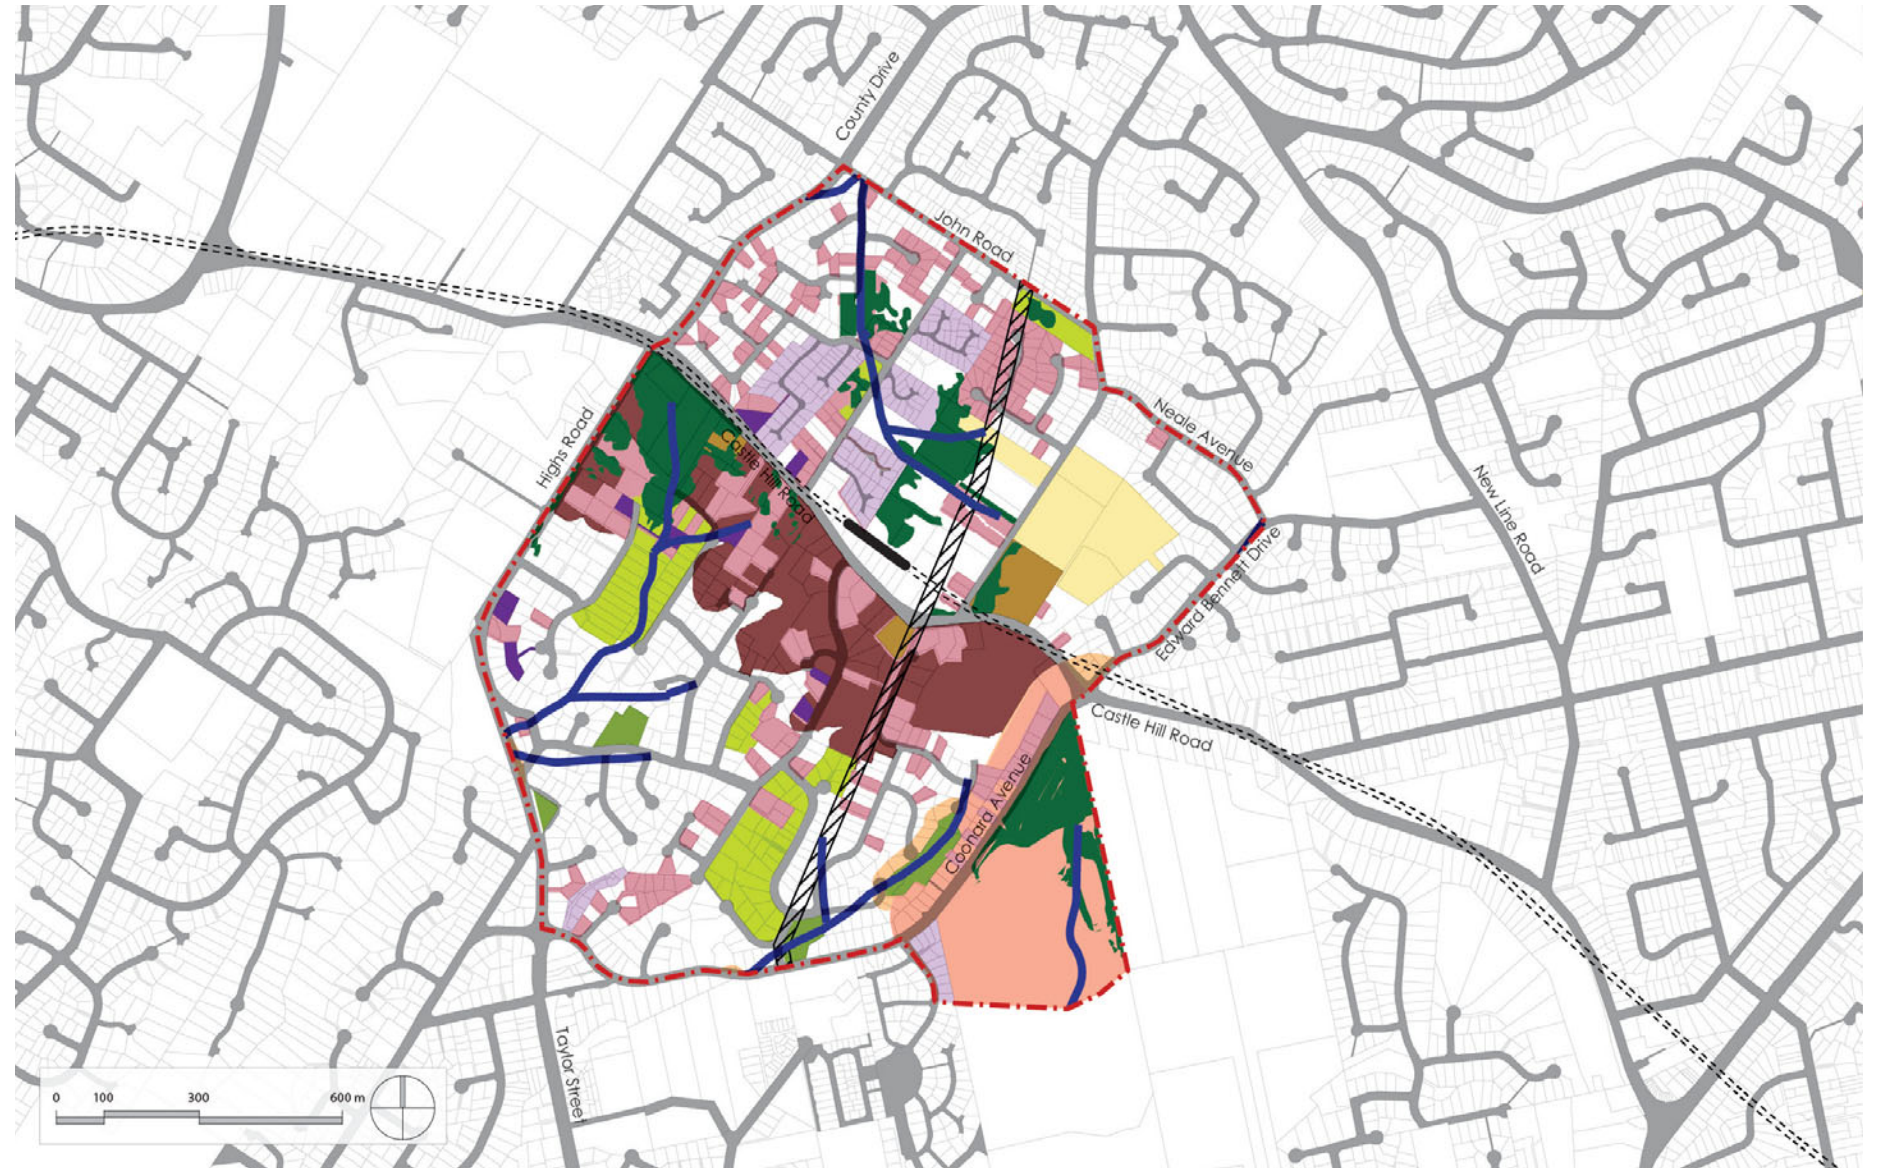 County Drive
John Road
Neale Avenue
Highs Road
Castle Hill Road
New Line Road
Edward Bennett Drive
Castle Hill Road
Coonara Avenue
Taylor Street
0 100 300 600 m